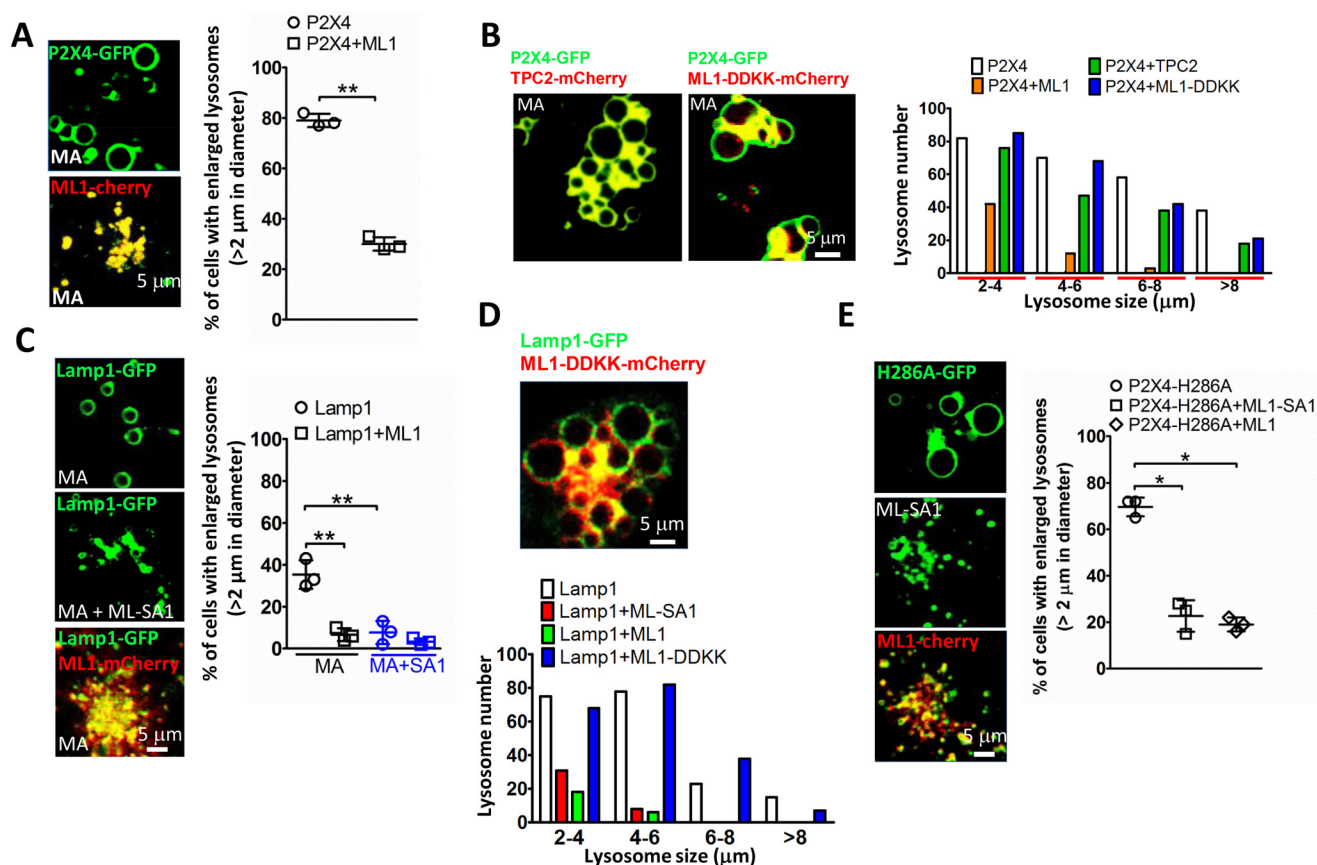 A
P2X4-GFP
MA
ML1-cherry
5 μm
MA
P2X4
P2X4+ML1
% of cells with enlarged lysosomes
(>2 μm in diameter)
100
80
60
40
20
0
**
B
P2X4-GFP
TPC2-mCherry
MA
P2X4-GFP
ML1-DDKK-mCherry
MA
5 μm
P2X4
P2X4+TPC2
P2X4+ML1
P2X4+ML1-DDKK
Lysosome number
100
80
60
40
20
0
2-4
4-6
6-8
>8
Lysosome size (μm)
C
Lamp1-GFP
MA
Lamp1-GFP
MA + ML-SA1
Lamp1-GFP
ML1-mCherry
5 μm
MA
Lamp1
Lamp1+ML1
% of cells with enlarged lysosomes
(>2 μm in diameter)
100
80
60
40
20
0
**
**
MA
MA+SA1
D
Lamp1-GFP
ML1-DDKK-mCherry
5 μm
Lamp1
Lamp1+ML-SA1
Lamp1+ML1
Lamp1+ML1-DDKK
Lysosome number
80
60
40
20
0
2-4
4-6
6-8
>8
Lysosome size (μm)
E
H286A-GFP
ML-SA1
ML1-cherry
5 μm
P2X4-H286A
P2X4-H286A+ML1-SA1
P2X4-H286A+ML1
% of cells with enlarged lysosomes
(> 2 μm in diameter)
100
80
60
40
20
0
*
*